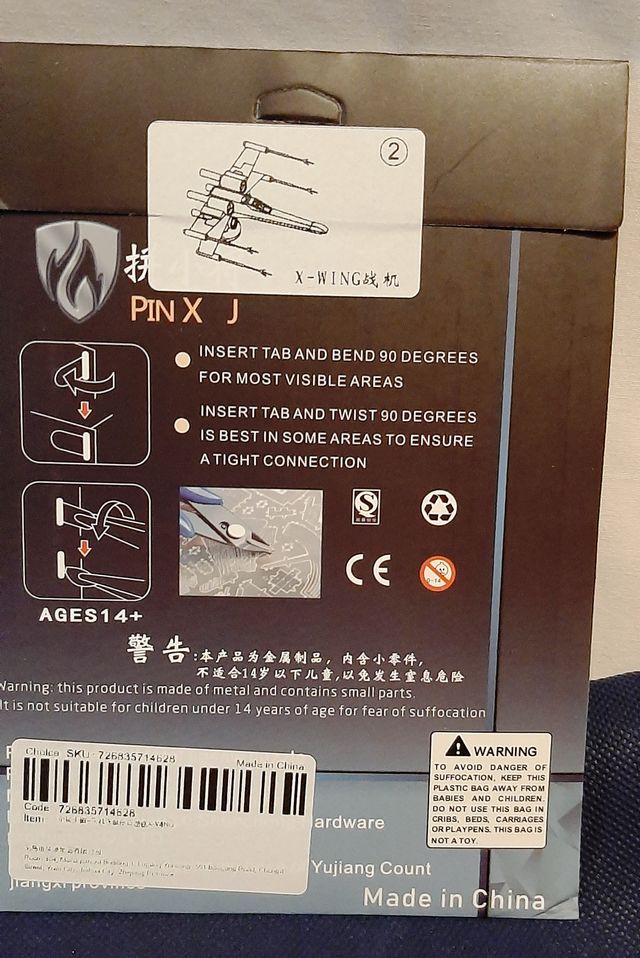 ②
X-WING战机
拼
PIN X J
INSERT TAB AND BEND 90 DEGREES
FOR MOST VISIBLE AREAS
INSERT TAB AND TWIST 90 DEGREES
IS BEST IN SOME AREAS TO ENSURE
A TIGHT CONNECTION
S
CE
0-14
AGES14+
警告:本产品为金属制品，内含小零件，
不适合14岁以下儿童,以免发生窒息危险
Warning: this product is made of metal and contains small parts.
It is not suitable for children under 14 years of age for fear of suffocation
Choice SKU: 726835714628
Made in China
Code: 726835714628
Item:
WARNING
TO AVOID DANGER OF
SUFFOCATION, KEEP THIS
PLASTIC BAG AWAY FROM
BABIES AND CHILDREN.
DO NOT USE THIS BAG IN
CRIBS, BEDS, CARRIAGES
OR PLAYPENS. THIS BAG IS
NOT A TOY.
ardware
Yujiang Count
jiangxi province
Made in China